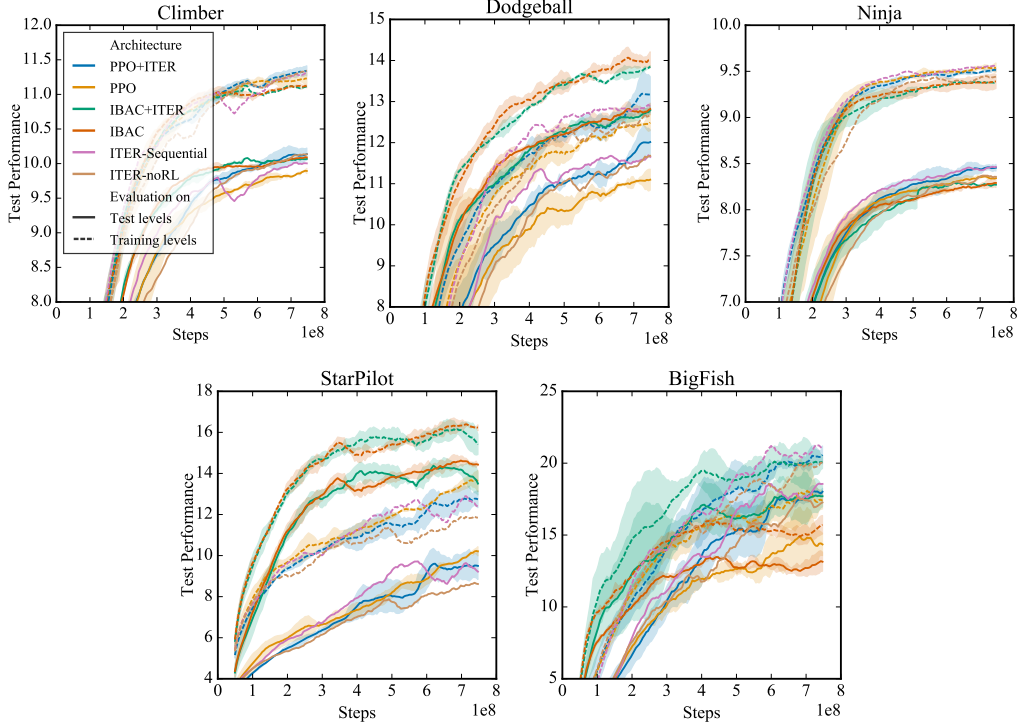 Climber
Test Performance
12.0
11.5
11.0
10.5
10.0
9.5
9.0
8.5
8.0
Architecture
PPO+ITER
PPO
IBAC+ITER
IBAC
ITER-Sequential
ITER-noRL
Evaluation on
Test levels
Training levels
0 1 2 3 4 5 6 7 8
Steps
1e8
Dodgeball
Test Performance
15
14
13
12
11
10
9
8
0 1 2 3 4 5 6 7 8
Steps
1e8
Ninja
Test Performance
10.0
9.5
9.0
8.5
8.0
7.5
7.0
0 1 2 3 4 5 6 7 8
Steps
1e8
StarPilot
Test Performance
18
16
14
12
10
8
6
4
0 1 2 3 4 5 6 7 8
Steps
1e8
BigFish
Test Performance
25
20
15
10
5
0 1 2 3 4 5 6 7 8
Steps
1e8